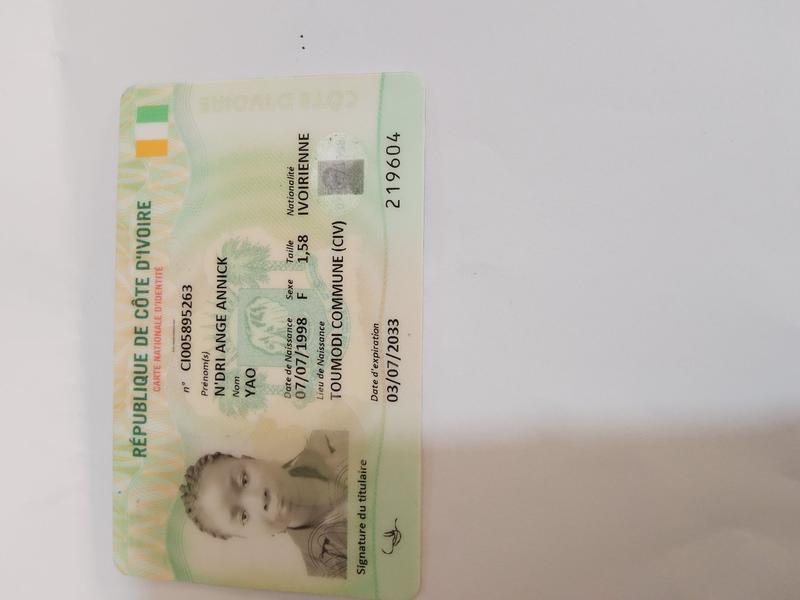 RÉPUBLIQUE DE CÔTE D'IVOIRE
CARTE NATIONALE D'IDENTITÉ
CÔTE D'IVOIRE
n° CI005895263
Prénom(s)
N'DRI ANGE ANNICK
Nom
YAO
Date de Naissance Sexe Taille Nationalité
07/07/1998 F 1,58 IVOIRIENNE
Lieu de Naissance
TOUMODI COMMUNE (CIV)
Date d'expiration
03/07/2033
219604
Signature du titulaire